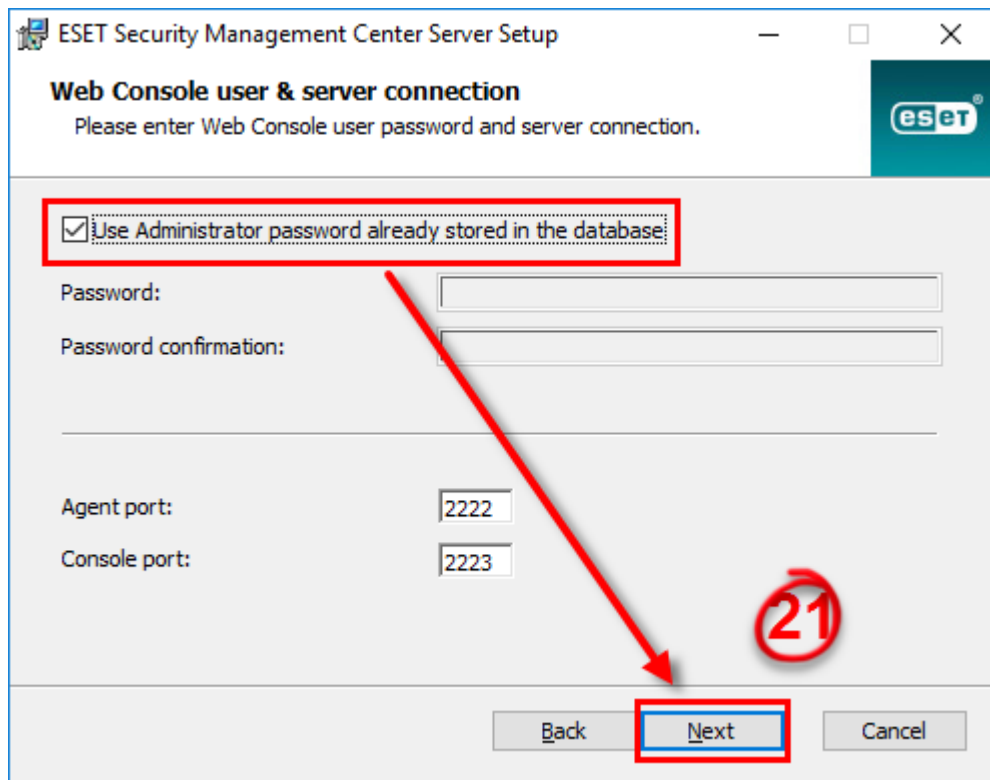 ESET Security Management Center Server Setup
Web Console user & server connection
Please enter Web Console user password and server connection.
eseT®
Use Administrator password already stored in the database
Password:
Password confirmation:
Agent port: 2222
Console port: 2223
21
Back Next Cancel